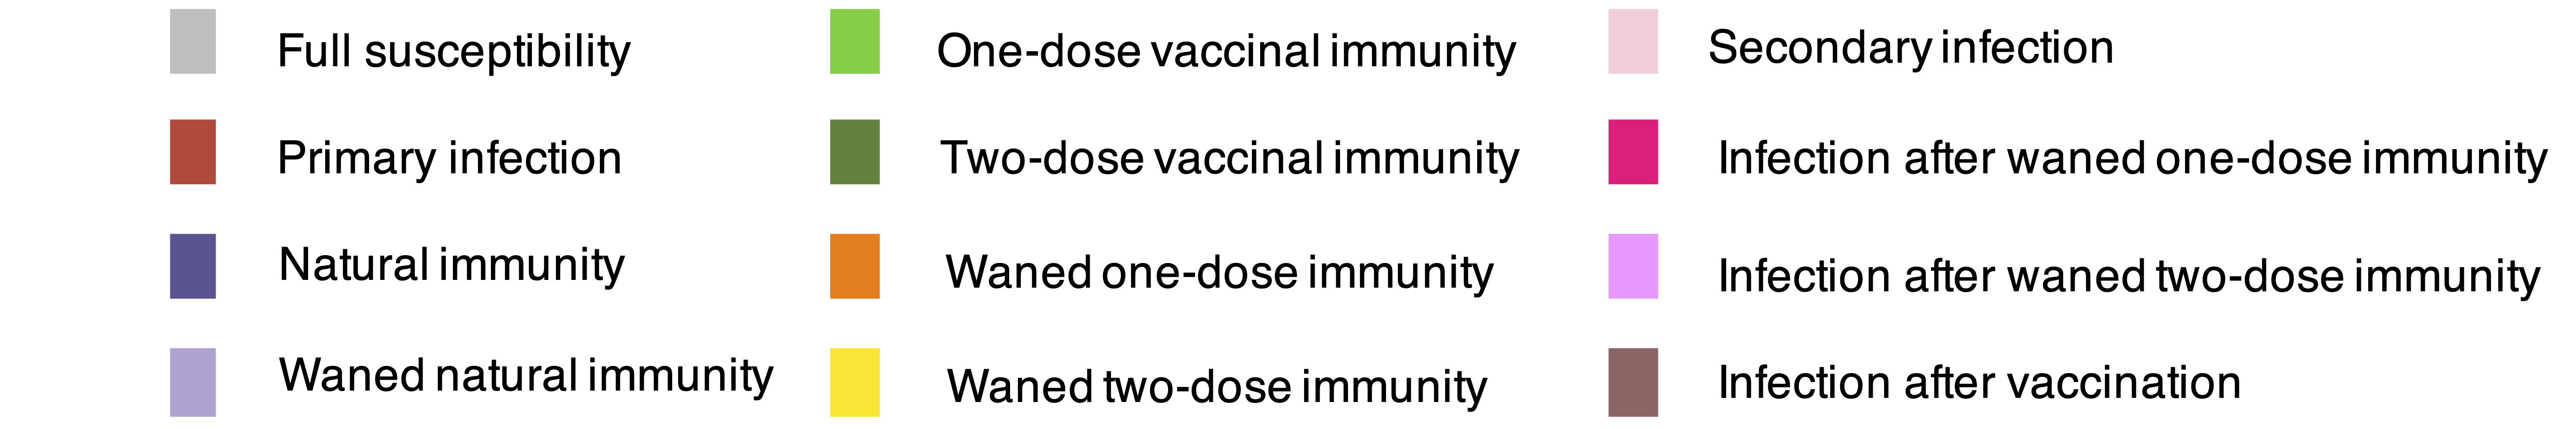 Full susceptibility
Primary infection
Natural immunity
Waned natural immunity
One-dose vaccinal immunity
Two-dose vaccinal immunity
Waned one-dose immunity
Waned two-dose immunity
Secondary infection
Infection after waned one-dose immunity
Infection after waned two-dose immunity
Infection after vaccination